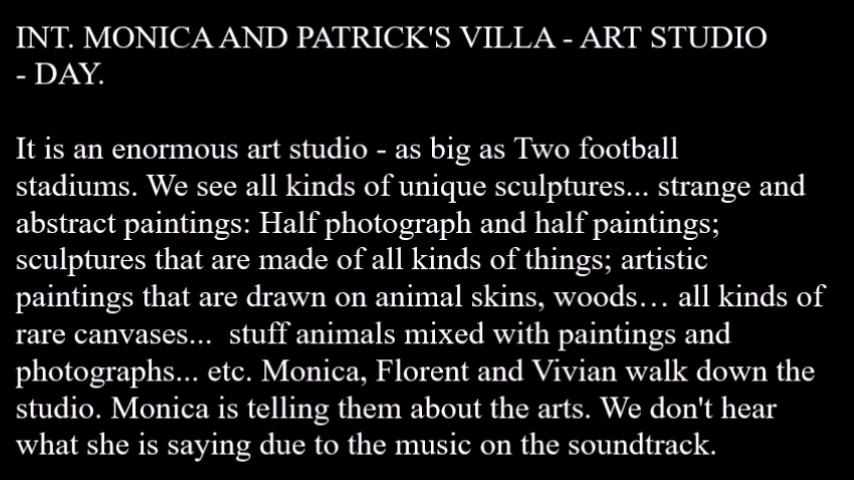 INT. MONICA AND PATRICK'S VILLA - ART STUDIO
- DAY.
It is an enormous art studio - as big as Two football
stadiums. We see all kinds of unique sculptures... strange and
abstract paintings: Half photograph and half paintings;
sculptures that are made of all kinds of things; artistic
paintings that are drawn on animal skins, woods… all kinds of
rare canvases...  stuff animals mixed with paintings and
photographs... etc. Monica, Florent and Vivian walk down the
studio. Monica is telling them about the arts. We don't hear
what she is saying due to the music on the soundtrack.